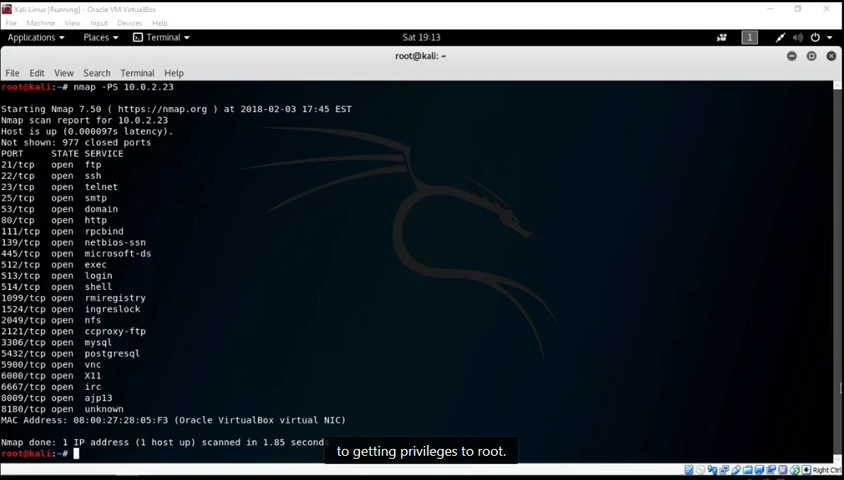 Kali Linux [Running] - Oracle VM VirtualBox
File Machine View Input Devices Help
Applications Places Terminal Sat 19:13 1
root@kali: ~
File Edit View Search Terminal Help
root@kali:~# nmap -PS 10.0.2.23
Starting Nmap 7.50 ( https://nmap.org ) at 2018-02-03 17:45 EST
Nmap scan report for 10.0.2.23
Host is up (0.000097s latency).
Not shown: 977 closed ports
PORT STATE SERVICE
21/tcp open ftp
22/tcp open ssh
23/tcp open telnet
25/tcp open smtp
53/tcp open domain
80/tcp open http
111/tcp open rpcbind
139/tcp open netbios-ssn
445/tcp open microsoft-ds
512/tcp open exec
513/tcp open login
514/tcp open shell
1099/tcp open rmiregistry
1524/tcp open ingreslock
2049/tcp open nfs
2121/tcp open ccproxy-ftp
3306/tcp open mysql
5432/tcp open postgresql
5900/tcp open vnc
6000/tcp open X11
6667/tcp open irc
8009/tcp open ajp13
8180/tcp open unknown
MAC Address: 08:00:27:28:05:F3 (Oracle VirtualBox virtual NIC)
Nmap done: 1 IP address (1 host up) scanned in 1.85 seconds
to getting privileges to root.
root@kali:~#
Right Ctrl